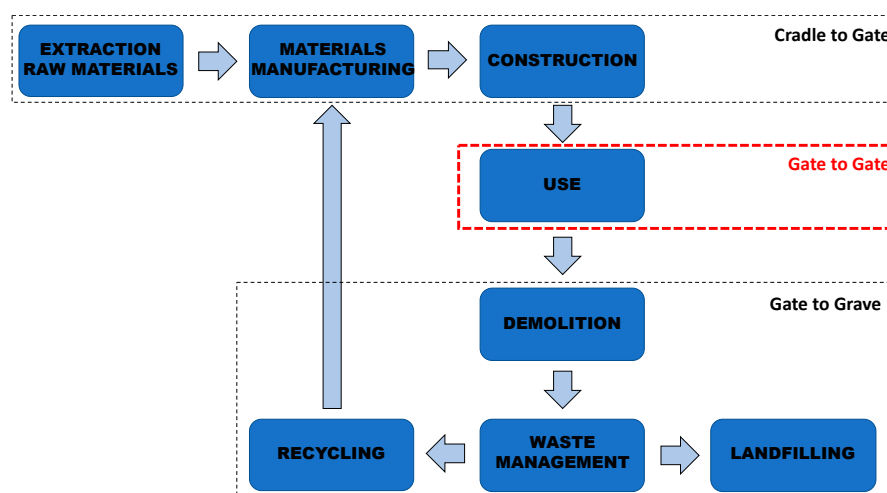 Cradle to Gate
EXTRACTION
RAW MATERIALS
MATERIALS
MANUFACTURING
CONSTRUCTION
Gate to Gate
USE
Gate to Grave
DEMOLITION
RECYCLING
WASTE
MANAGEMENT
LANDFILLING